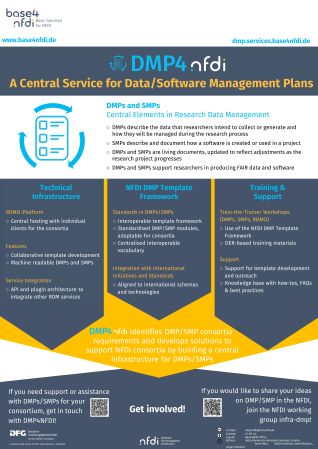 base4
nfdi
Basic Services
for NFDI
www.base4nfdi.de
dmp.services.base4nfdi.de
DMP4nfdi
A Central Service for Data/Software Management Plans
DMPs and SMPs
Central Elements in Research Data Management
DMPs describe the data that researchers intend to collect or generate and
how they will be managed during the research process
SMPs describe and document how a software is created or used in a project
DMPs and SMPs are living documents, updated to reflect adjustments as the
research project progresses
DMPs and SMPs support researchers in producing FAIR data and software
Technical
Infrastructure
RDMO-Platform
Central hosting with individual
clients for the consortia
Features
Collaborative template development
Machine readable DMPs and SMPs
Service Integration
API and plugin architecture to
integrate other RDM services
NFDI DMP Template
Framework
Standards in DMPs/SMPs
Interoperable template framework
Standardised DMP/SMP modules,
adaptable for consortia
Centralised interoperable
vocabulary
Integration with International
Initiatives and Standards
Aligned to international schemas
and technologies
Training &
Support
Train-the-Trainer Workshops
(DMPs, SMPs, RDMO)
Use of the NFDI DMP Template
Framework
OER-based training materials
Support
Support for template development
and outreach
Knowledge base with how-tos, FAQs
& best practices
DMP4nfdi identifies DMP/SMP consortia
requirements and develops solutions to
support NFDI consortia by building a central
infrastructure for DMPs/SMPs
If you need support or assistance
with DMPs/SMPs for your
consortium, get in touch
with DMP4NFDI!
Get involved!
If you would like to share your ideas
on DMP/SMP in the NFDI,
join the NFDI working
group infra-dmp!
DFG
Deutsche
Forschungsgemeinschaft
nfdi
Nationale
Forschungsdaten
Infrastruktur